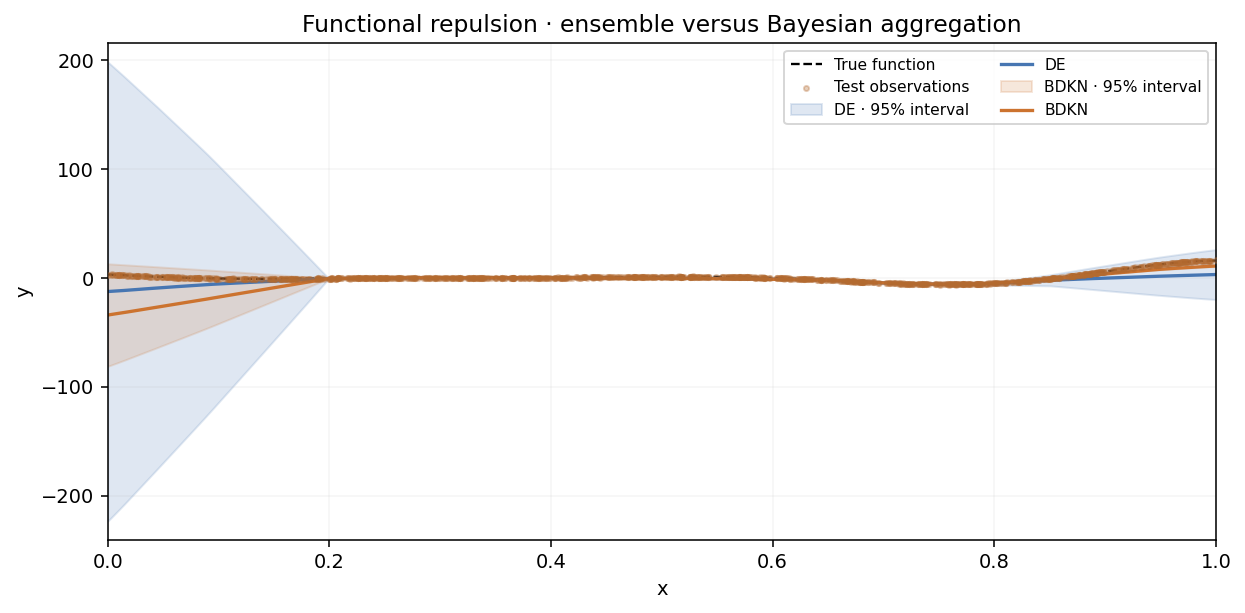 Functional repulsion · ensemble versus Bayesian aggregation
True function
Test observations
DE · 95% interval
DE
BDKN · 95% interval
BDKN
y
200
100
0
−100
−200
0.0 0.2 0.4 0.6 0.8 1.0
x